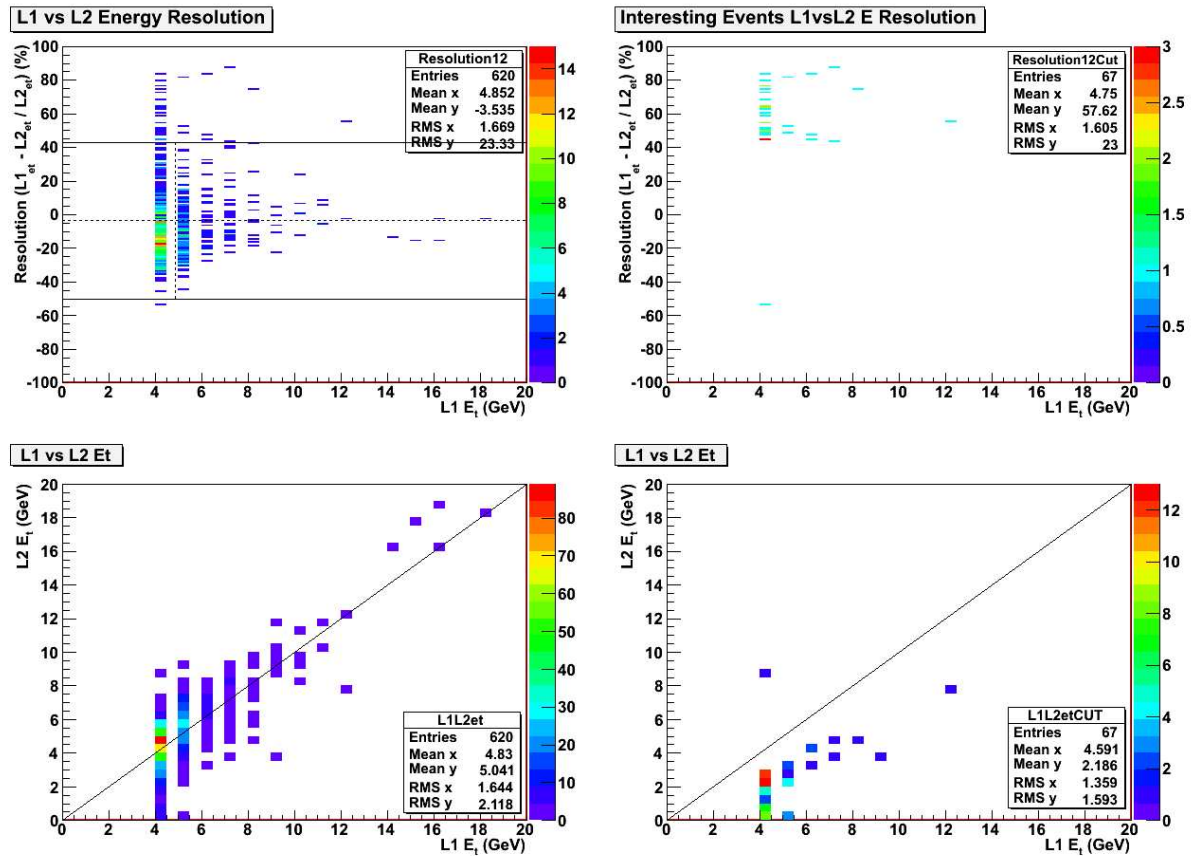 L1 vs L2 Energy Resolution
Resolution (L1et - L2et / L2et) (%)
100
80
60
40
20
0
-20
-40
-60
-80
-100
0 2 4 6 8 10 12 14 16 18 20
L1 Et (GeV)
Resolution12
Entries 620
Mean x 4.852
Mean y -3.535
RMS x 1.669
RMS y 23.33
14
12
10
8
6
4
2
0
Interesting Events L1vsL2 E Resolution
Resolution (L1et - L2et / L2et) (%)
100
80
60
40
20
0
-20
-40
-60
-80
-100
0 2 4 6 8 10 12 14 16 18 20
L1 Et (GeV)
Resolution12Cut
Entries 67
Mean x 4.75
Mean y 57.62
RMS x 1.605
RMS y 23
3
2.5
2
1.5
1
0.5
0
L1 vs L2 Et
L2 Et (GeV)
20
18
16
14
12
10
8
6
4
2
0
0 2 4 6 8 10 12 14 16 18 20
L1 Et (GeV)
L1L2et
Entries 620
Mean x 4.83
Mean y 5.041
RMS x 1.644
RMS y 2.118
80
70
60
50
40
30
20
10
0
L1 vs L2 Et
L2 Et (GeV)
20
18
16
14
12
10
8
6
4
2
0
0 2 4 6 8 10 12 14 16 18 20
L1 Et (GeV)
L1L2etCUT
Entries 67
Mean x 4.591
Mean y 2.186
RMS x 1.359
RMS y 1.593
12
10
8
6
4
2
0